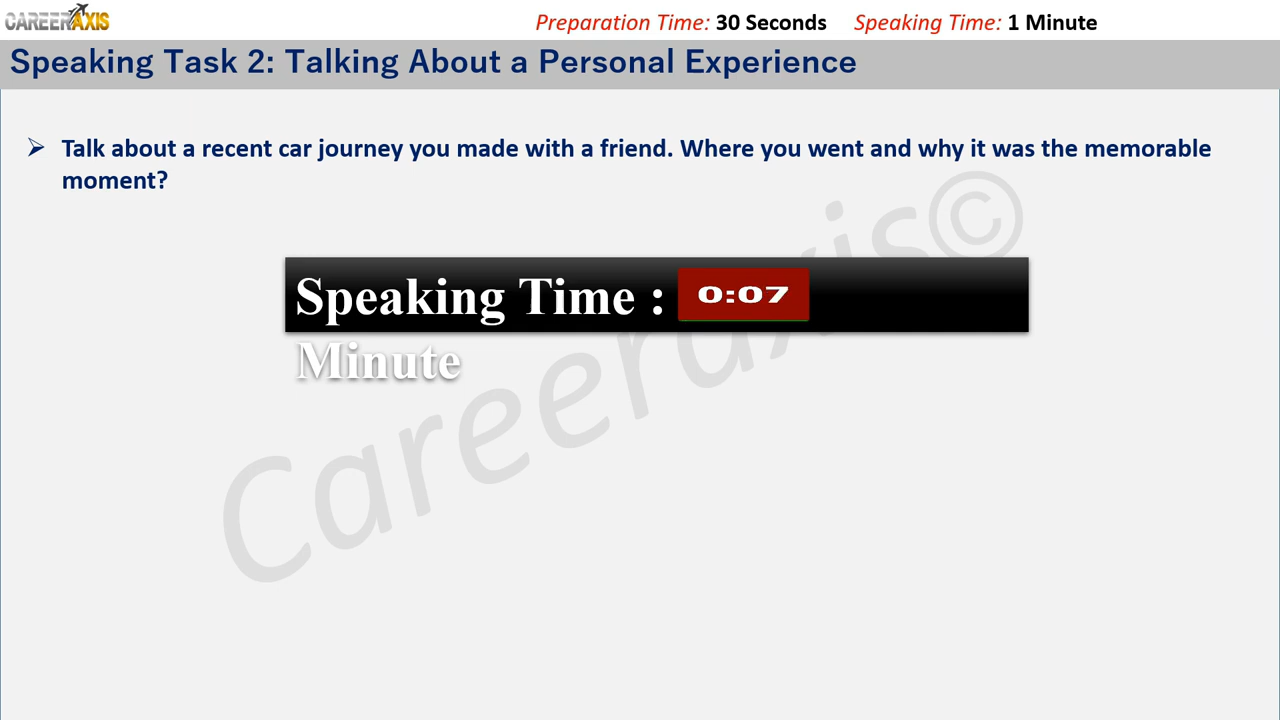 CAREERAXIS
Preparation Time: 30 Seconds Speaking Time: 1 Minute
Speaking Task 2: Talking About a Personal Experience
Talk about a recent car journey you made with a friend. Where you went and why it was the memorable
moment?
Speaking Time : 0:07
Minute
Careeraxis©